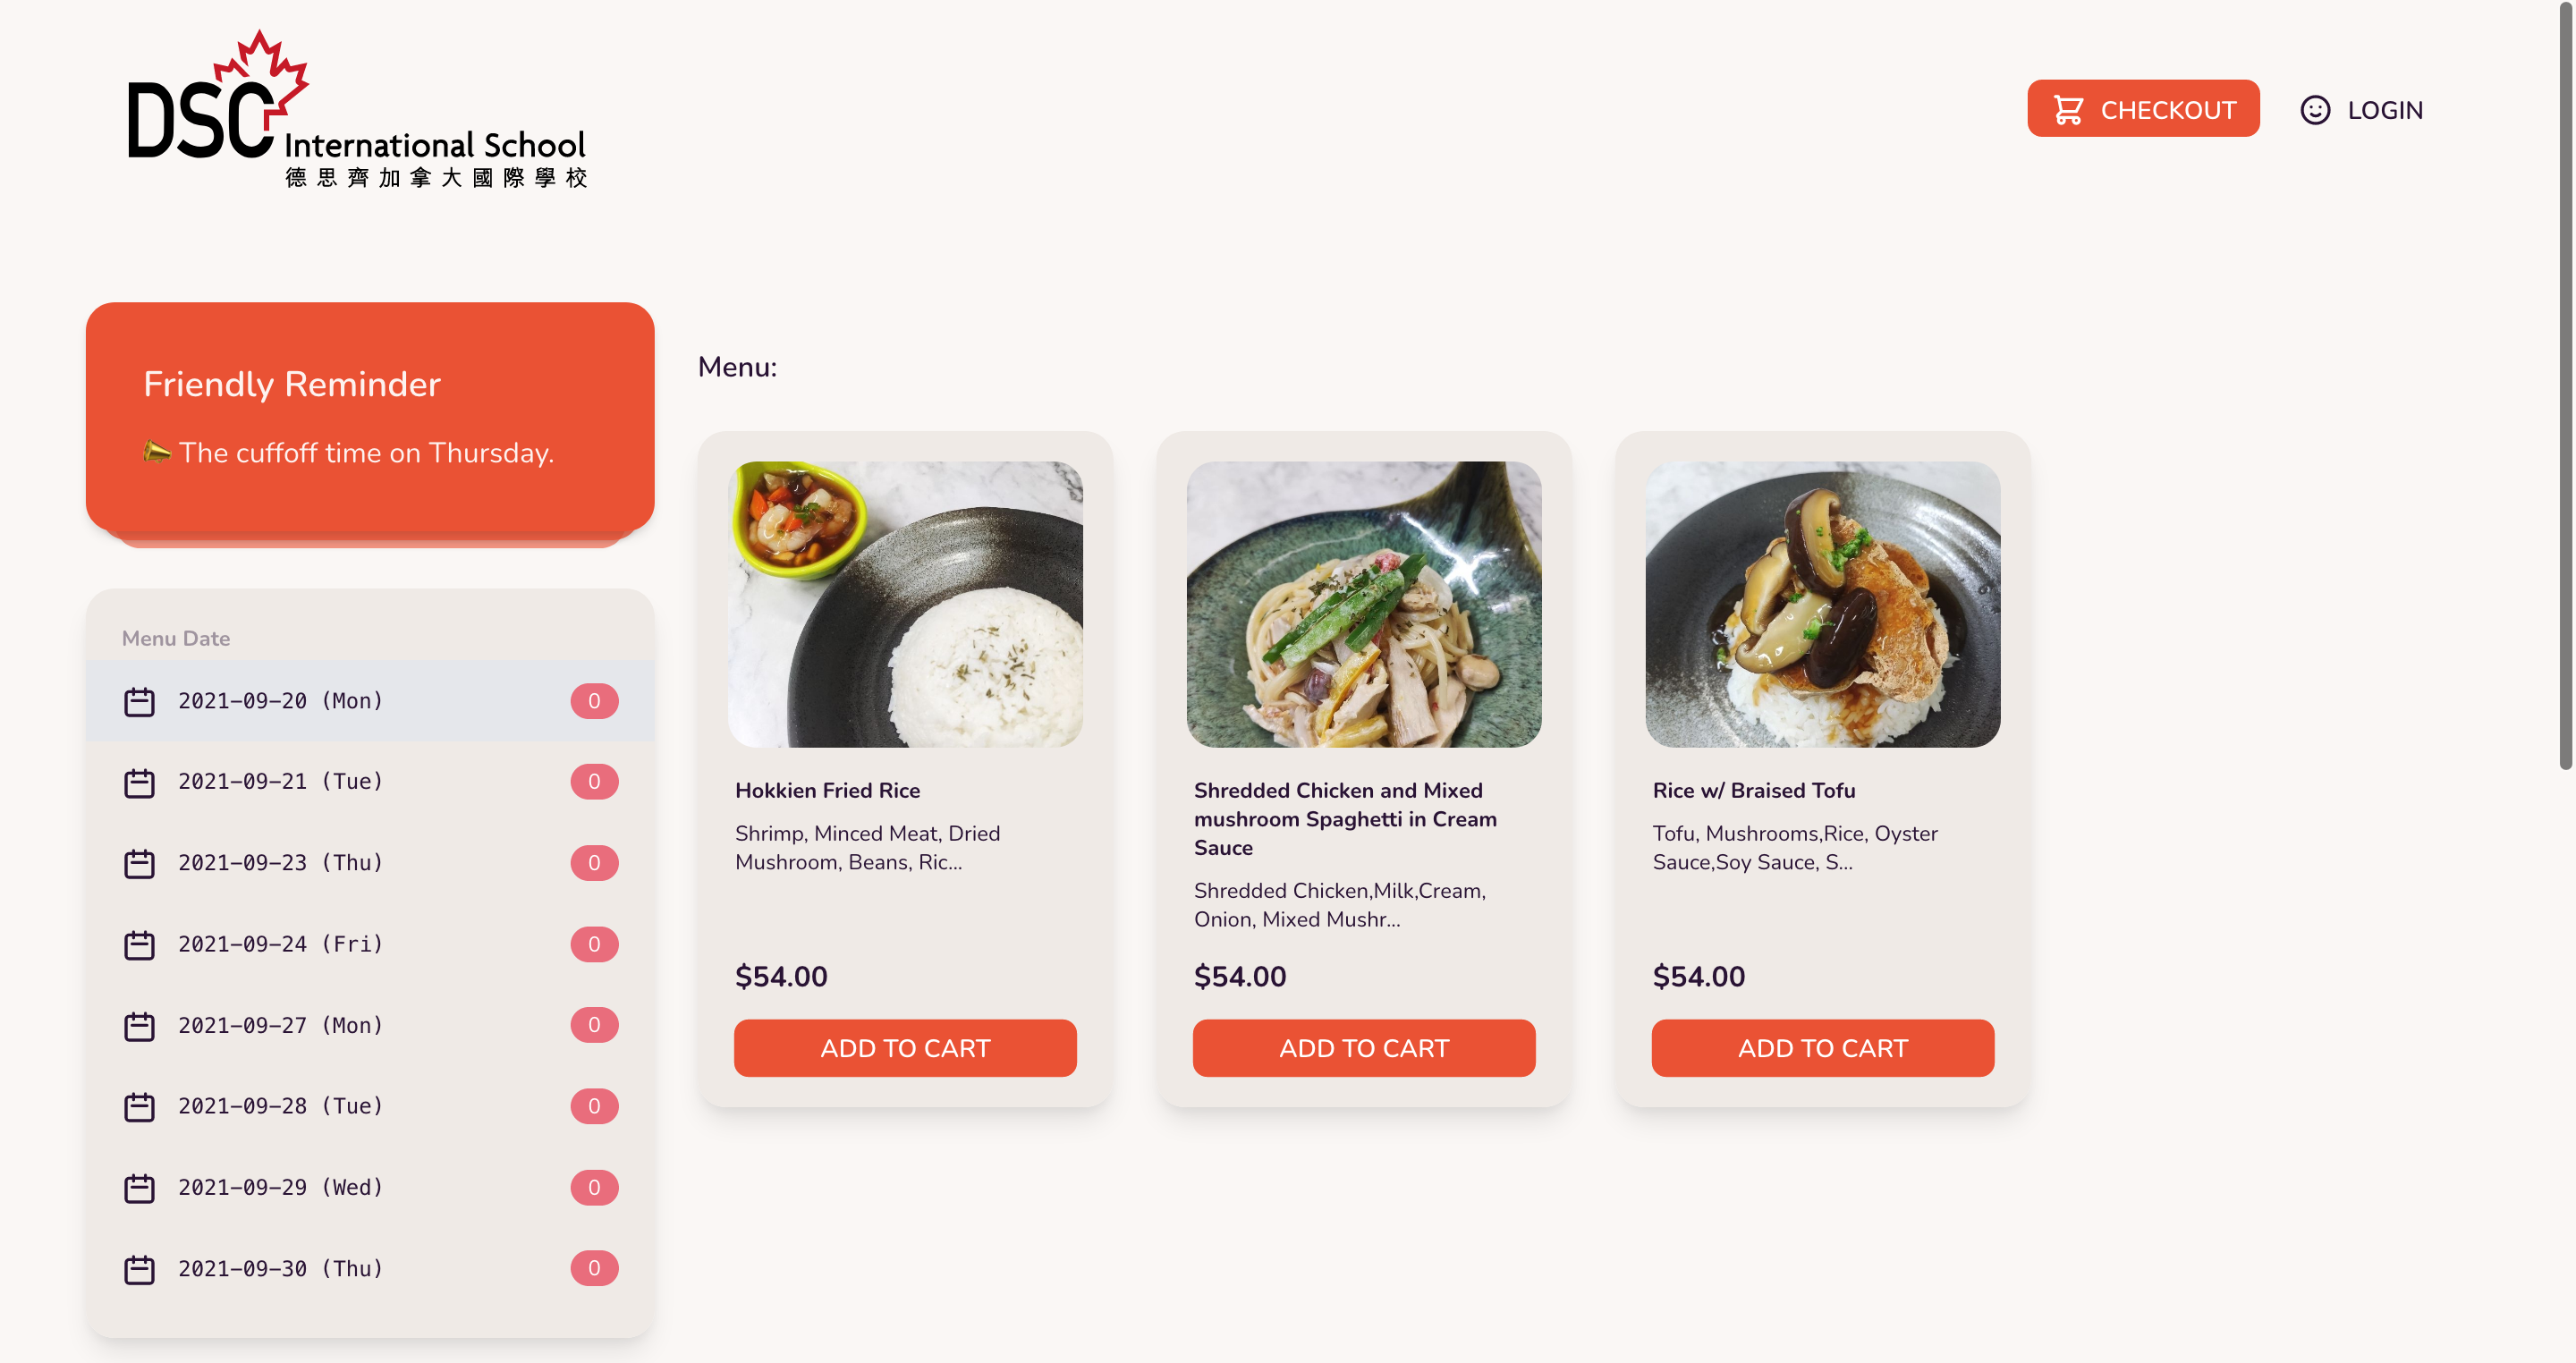 DSC
International School
德思齊加拿大國際學校
CHECKOUT
LOGIN
Friendly Reminder
The cuffoff time on Thursday.
Menu Date
2021-09-20 (Mon) 0
2021-09-21 (Tue) 0
2021-09-23 (Thu) 0
2021-09-24 (Fri) 0
2021-09-27 (Mon) 0
2021-09-28 (Tue) 0
2021-09-29 (Wed) 0
2021-09-30 (Thu) 0
Menu:
Hokkien Fried Rice
Shrimp, Minced Meat, Dried
Mushroom, Beans, Ric...
$54.00
ADD TO CART
Shredded Chicken and Mixed
mushroom Spaghetti in Cream
Sauce
Shredded Chicken,Milk,Cream,
Onion, Mixed Mushr...
$54.00
ADD TO CART
Rice w/ Braised Tofu
Tofu, Mushrooms,Rice, Oyster
Sauce,Soy Sauce, S...
$54.00
ADD TO CART